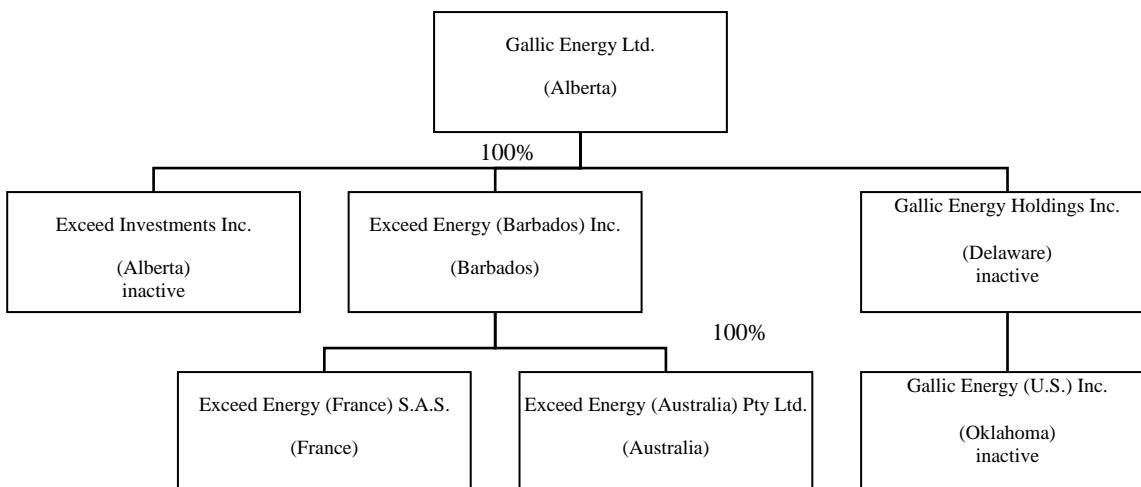 Gallic Energy Ltd.
(Alberta)
100%
Exceed Investments Inc.
(Alberta)
inactive
Exceed Energy (Barbados) Inc.
(Barbados)
Gallic Energy Holdings Inc.
(Delaware)
inactive
100%
Exceed Energy (France) S.A.S.
(France)
Exceed Energy (Australia) Pty Ltd.
(Australia)
Gallic Energy (U.S.) Inc.
(Oklahoma)
inactive